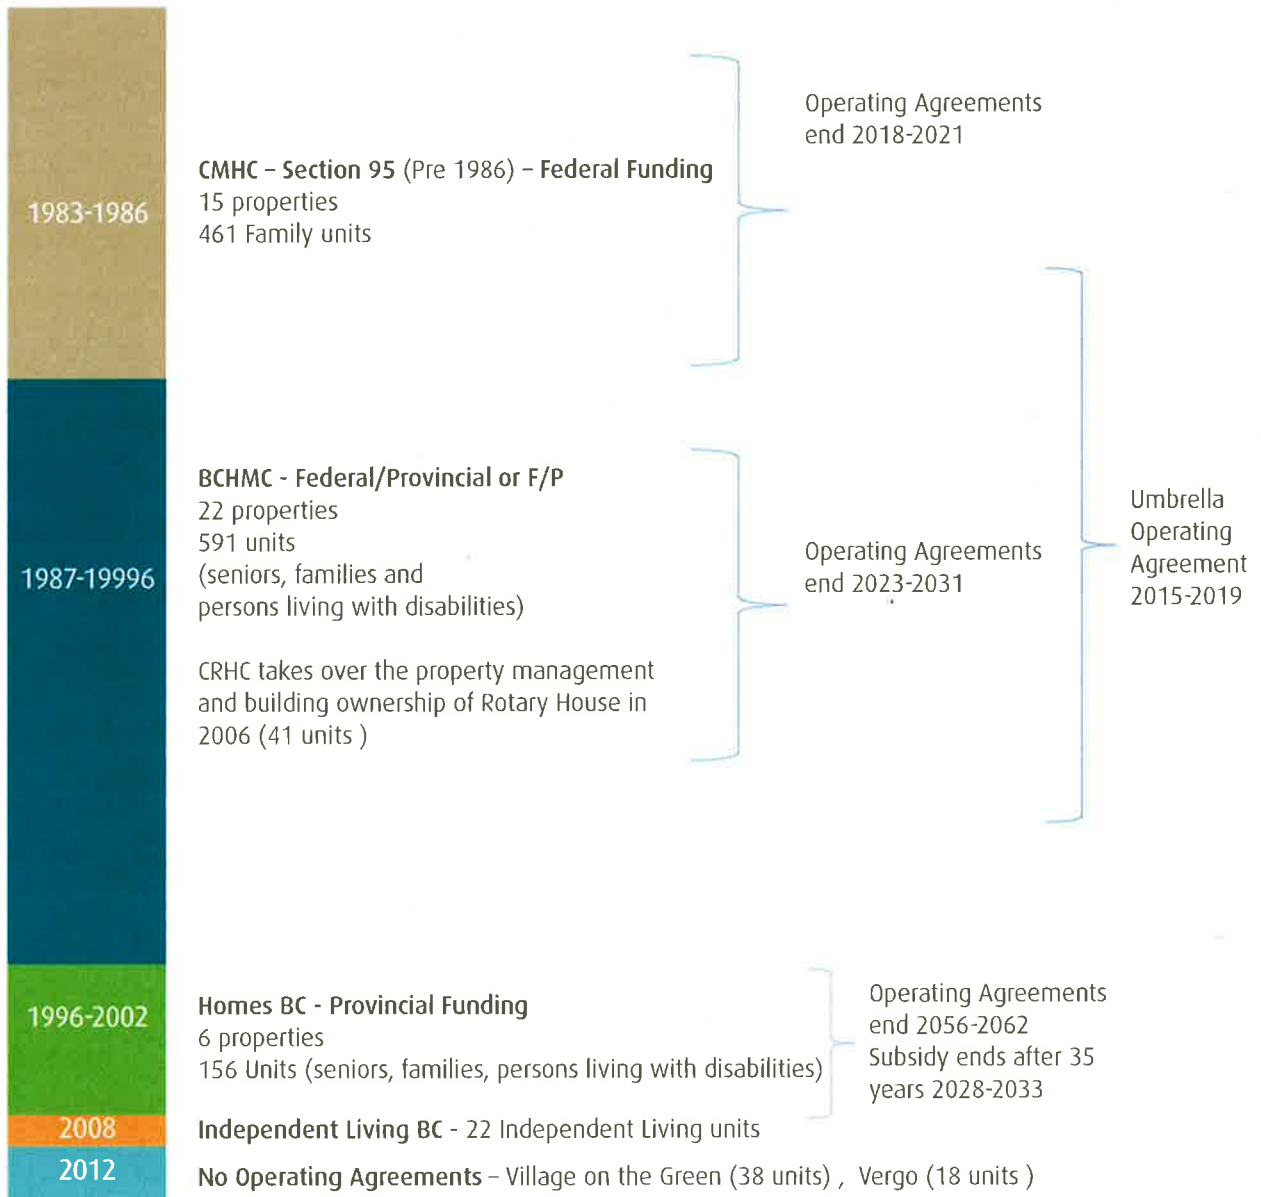 1983-1986
CMHC – Section 95 (Pre 1986) – Federal Funding
15 properties
461 Family units
Operating Agreements
end 2018-2021
1987-19996
BCHMC - Federal/Provincial or F/P
22 properties
591 units
(seniors, families and
persons living with disabilities)
CRHC takes over the property management
and building ownership of Rotary House in
2006 (41 units )
Operating Agreements
end 2023-2031
Umbrella
Operating
Agreement
2015-2019
1996-2002
Homes BC - Provincial Funding
6 properties
156 Units (seniors, families, persons living with disabilities)
Operating Agreements
end 2056-2062
Subsidy ends after 35
years 2028-2033
2008
Independent Living BC - 22 Independent Living units
2012
No Operating Agreements – Village on the Green (38 units) , Vergo (18 units )